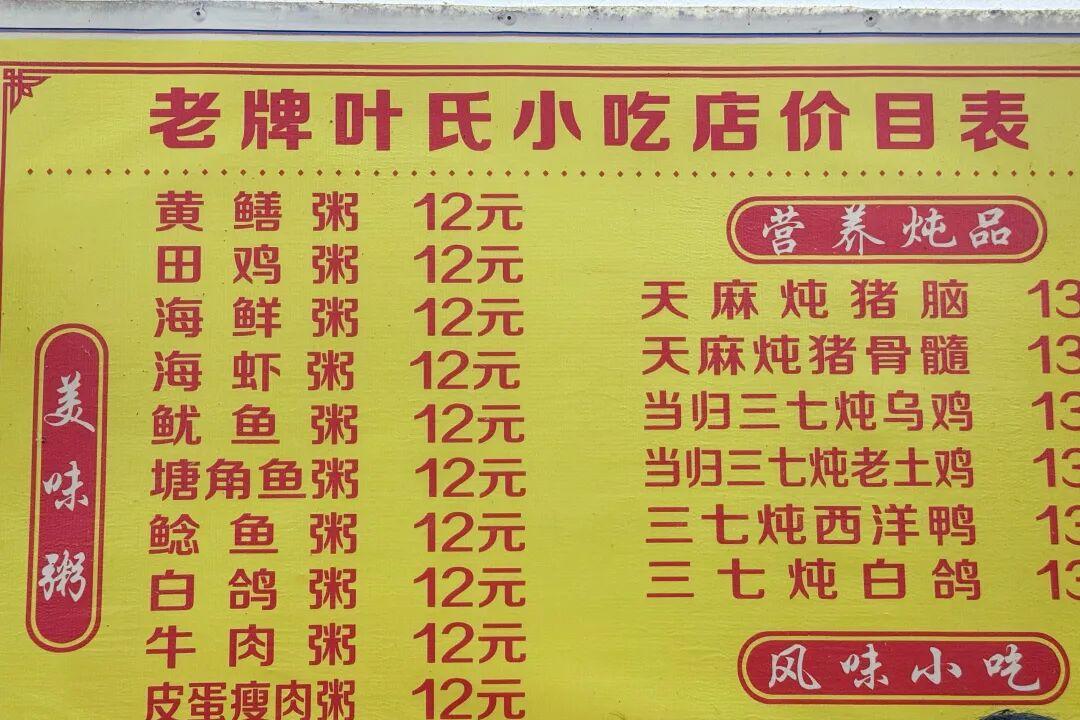 老牌叶氏小吃店价目表
美味粥
黄鳝粥 12元
田鸡粥 12元
海鲜粥 12元
海虾粥 12元
鱿鱼粥 12元
塘角鱼粥 12元
鲶鱼粥 12元
白鸽粥 12元
牛肉粥 12元
皮蛋瘦肉粥 12元
营养炖品
天麻炖猪脑 13
天麻炖猪骨髓 13
当归三七炖乌鸡 13
当归三七炖老土鸡 13
三七炖西洋鸭 13
三七炖白鸽 13
风味小吃